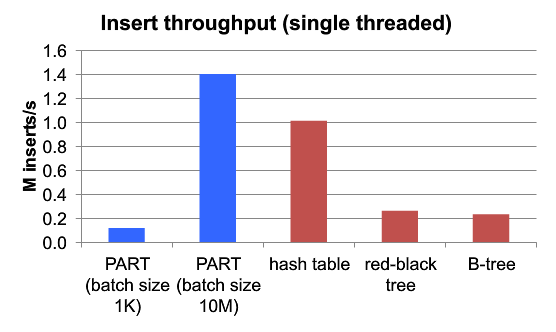 Insert throughput (single threaded)
M inserts/s
1.6
1.4
1.2
1.0
0.8
0.6
0.4
0.2
0.0
PART
(batch size
1K)
PART
(batch size
10M)
hash table
red-black
tree
B-tree